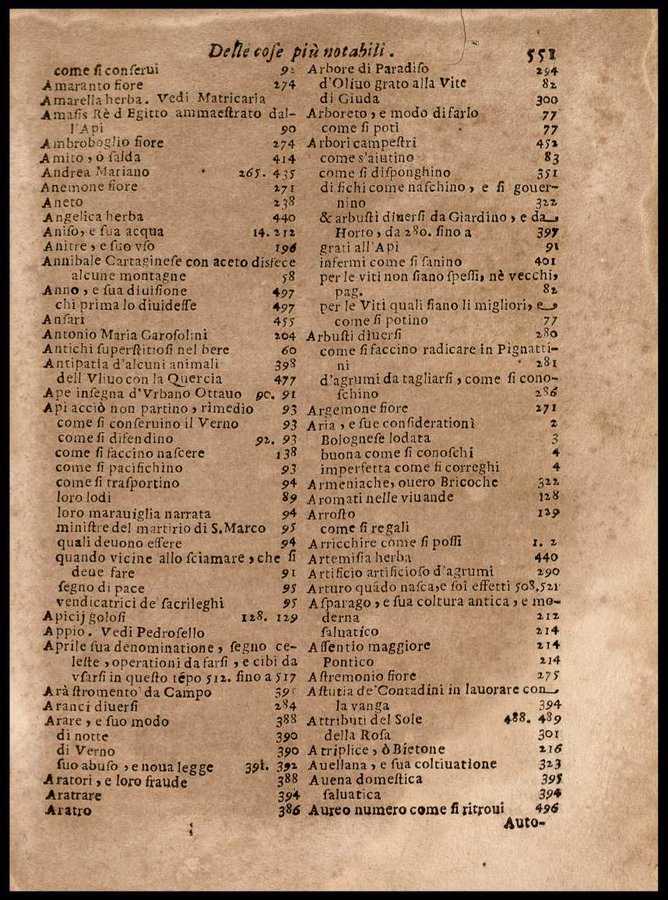 Delle coſe più notabili. 551
come ſi conſerui 92
Amaranto fiore 274
Amarella herba. Vedi Matricaria
Amaſis Rè d Egitto ammaeſtrato dal-
l'Api 90
Ambroboglio fiore 274
Amito, ò ſalda 414
Andrea Mariano 265. 435
Anemone fiore 271
Aneto 238
Angelica herba 440
Aniſo, e ſua acqua 14. 212
Anitre, e ſuo vſo 196
Annibale Cartagineſe con aceto disfece
alcune montagne 58
Anno, e ſua diuiſione 497
chi prima lo diuideſſe 497
Anſari 455
Antonio Maria Garofolini 204
Antichi ſuperſtitioſi nel bere 60
Antipatia d'alcuni animali 398
dell Vliuo con la Quercia 477
Ape inſegna d'Vrbano Ottauo 90. 91
Api acciò non partino, rimedio 93
come ſi conſeruino il Verno 93
come ſi difendino 92. 93
come ſi faccino naſcere 138
come ſi pacifichino 93
come ſi traſportino 94
loro lodi 89
loro marauiglia narrata 94
miniſtre del martirio di S. Marco 95
quali deuono eſſere 94
quando vicine allo ſciamare, che ſi
deue fare 91
ſegno di pace 95
vendicatrici de' ſacrileghi 95
Apicij goloſi 128. 129
Appio. Vedi Pedroſello
Aprile ſua denominatione, ſegno ce-
leſte, operationi da farſi, e cibi da
vſarſi in queſto tẽpo 512. ſino a 517
Arà ſtromento da Campo 395
Aranci diuerſi 284
Arare, e ſuo modo 388
di notte 390
di Verno 390
ſuo abuſo, e noua legge 391. 392
Aratori, e loro fraude 388
Aratrare 394
Aratro 386
Arbore di Paradiſo 294
d'Oliuo grato alla Vite 82
di Giuda 300
Arboreto, e modo di farlo 77
come ſi poti 77
Arbori campeſtri 452
come s'aiutino 83
come ſi diſponghino 351
di fichi come naſchino, e ſi gouer-
nino 322
& arbuſti diuerſi da Giardino, e da
Horto, da 280. ſino a 397
grati all'Api 91
infermi come ſi ſanino 401
per le viti non ſiano ſpeſſi, nè vecchi,
pag. 82
per le Viti quali ſiano li migliori, e
come ſi potino 77
Arbuſti diuerſi 280
come ſi faccino radicare in Pignatti-
ni 281
d'agrumi da tagliarſi, come ſi cono-
ſchino 286
Argemone fiore 271
Aria, e ſue conſiderationi 2
Bologneſe lodata 3
buona come ſi conoſchi 4
imperfetta come ſi correghi 4
Armeniache, ouero Bricoche 322
Aromati nelle viuande 128
Arroſto 129
come ſi regali
Arricchire come ſi poſſi 1. 2
Artemiſia herba 440
Artificio artificioſo d'agrumi 290
Arturo quãdo naſca, e ſoi effetti 508. 521
Aſparago, e ſua coltura antica, e mo-
derna 212
ſaluatico 214
Aſſentio maggiore 214
Pontico 214
Aſtremonio fiore 275
Aſtutia de' Contadini in lauorare con
la vanga 394
Attributi del Sole 488. 489
della Roſa 301
Atriplice, ò Bietone 216
Auellana, e ſua coltiuatione 323
Auena domeſtica 395
ſaluatica 394
Aureo numero come ſi ritroui 496
Auto-